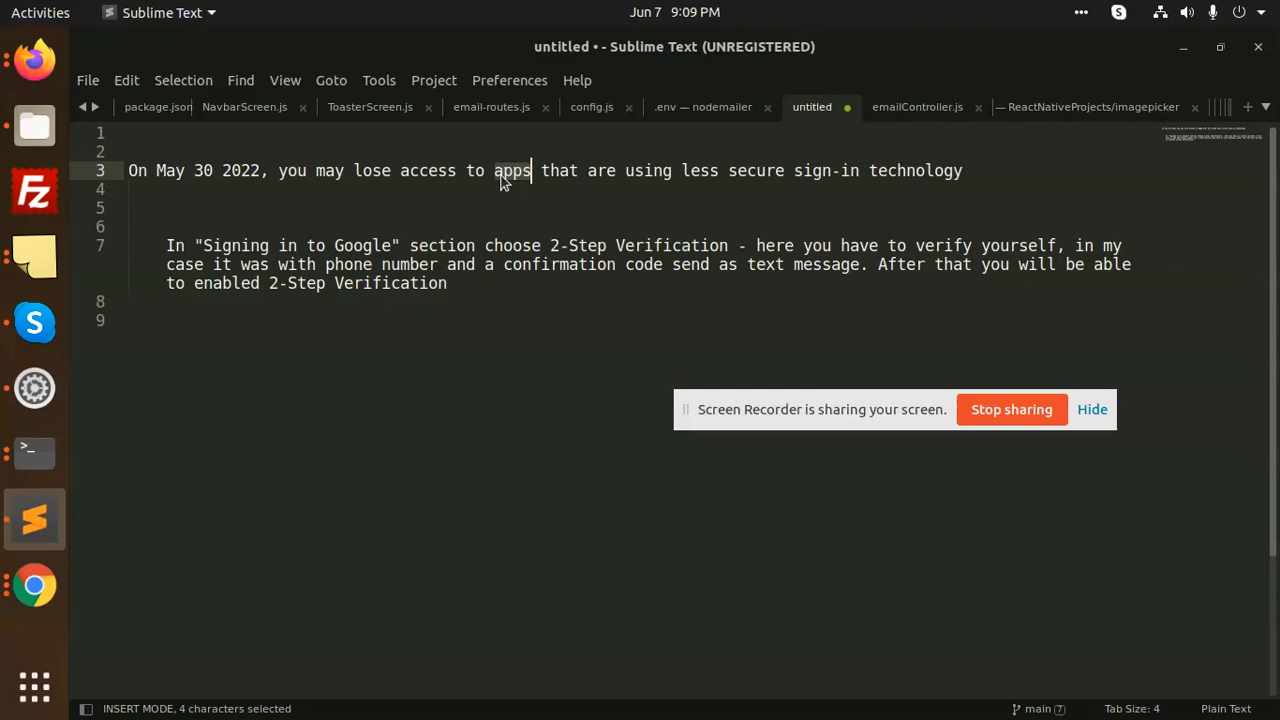 Activities Sublime Text Jun 7 9:09 PM
untitled • - Sublime Text (UNREGISTERED)
File Edit Selection Find View Goto Tools Project Preferences Help
package.json NavbarScreen.js ToasterScreen.js email-routes.js config.js .env — nodemailer untitled emailController.js — ReactNativeProjects/imagepicker
1
2
3 On May 30 2022, you may lose access to apps that are using less secure sign-in technology
4
5
6
7 In "Signing in to Google" section choose 2-Step Verification - here you have to verify yourself, in my
case it was with phone number and a confirmation code send as text message. After that you will be able
to enabled 2-Step Verification
8
9
Screen Recorder is sharing your screen. Stop sharing Hide
INSERT MODE, 4 characters selected main 7 Tab Size: 4 Plain Text